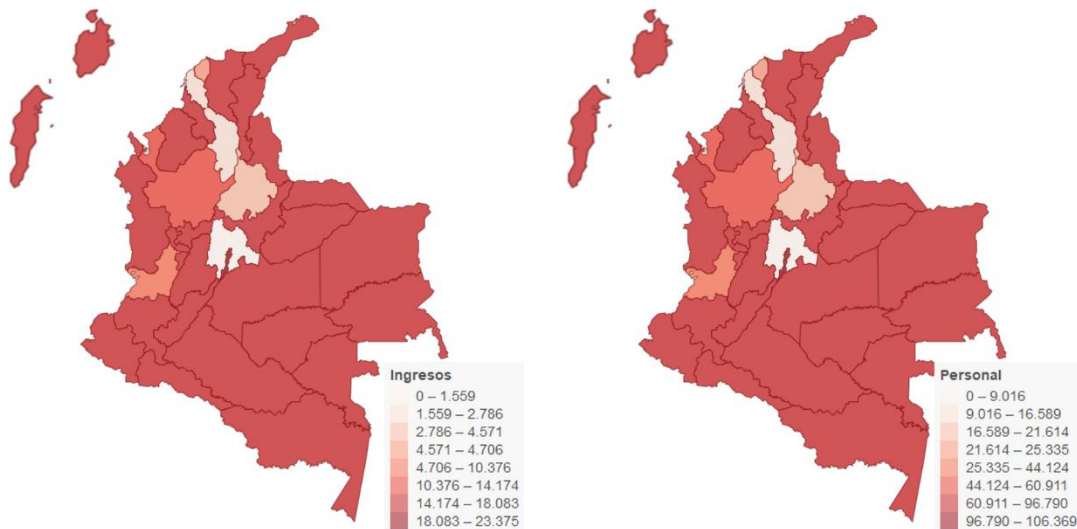 Ingresos
0 – 1.559
1.559 – 2.786
2.786 – 4.571
4.571 – 4.706
4.706 – 10.376
10.376 – 14.174
14.174 – 18.083
18.083 – 23.375
Personal
0 – 9.016
9.016 – 16.589
16.589 – 21.614
21.614 – 25.335
25.335 – 44.124
44.124 – 60.911
60.911 – 96.790
96.790 – 106.369